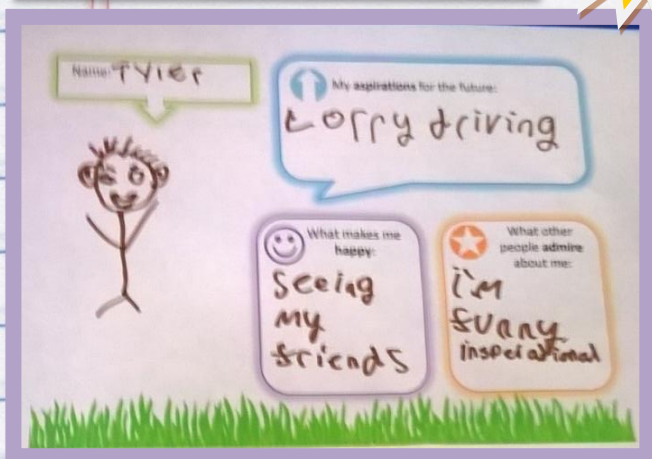 Name: Tyler
My aspirations for the future:
Lorry driving
What makes me
happy:
Seeing
my
friends
What other
people admire
about me:
i'm
funny
insperational